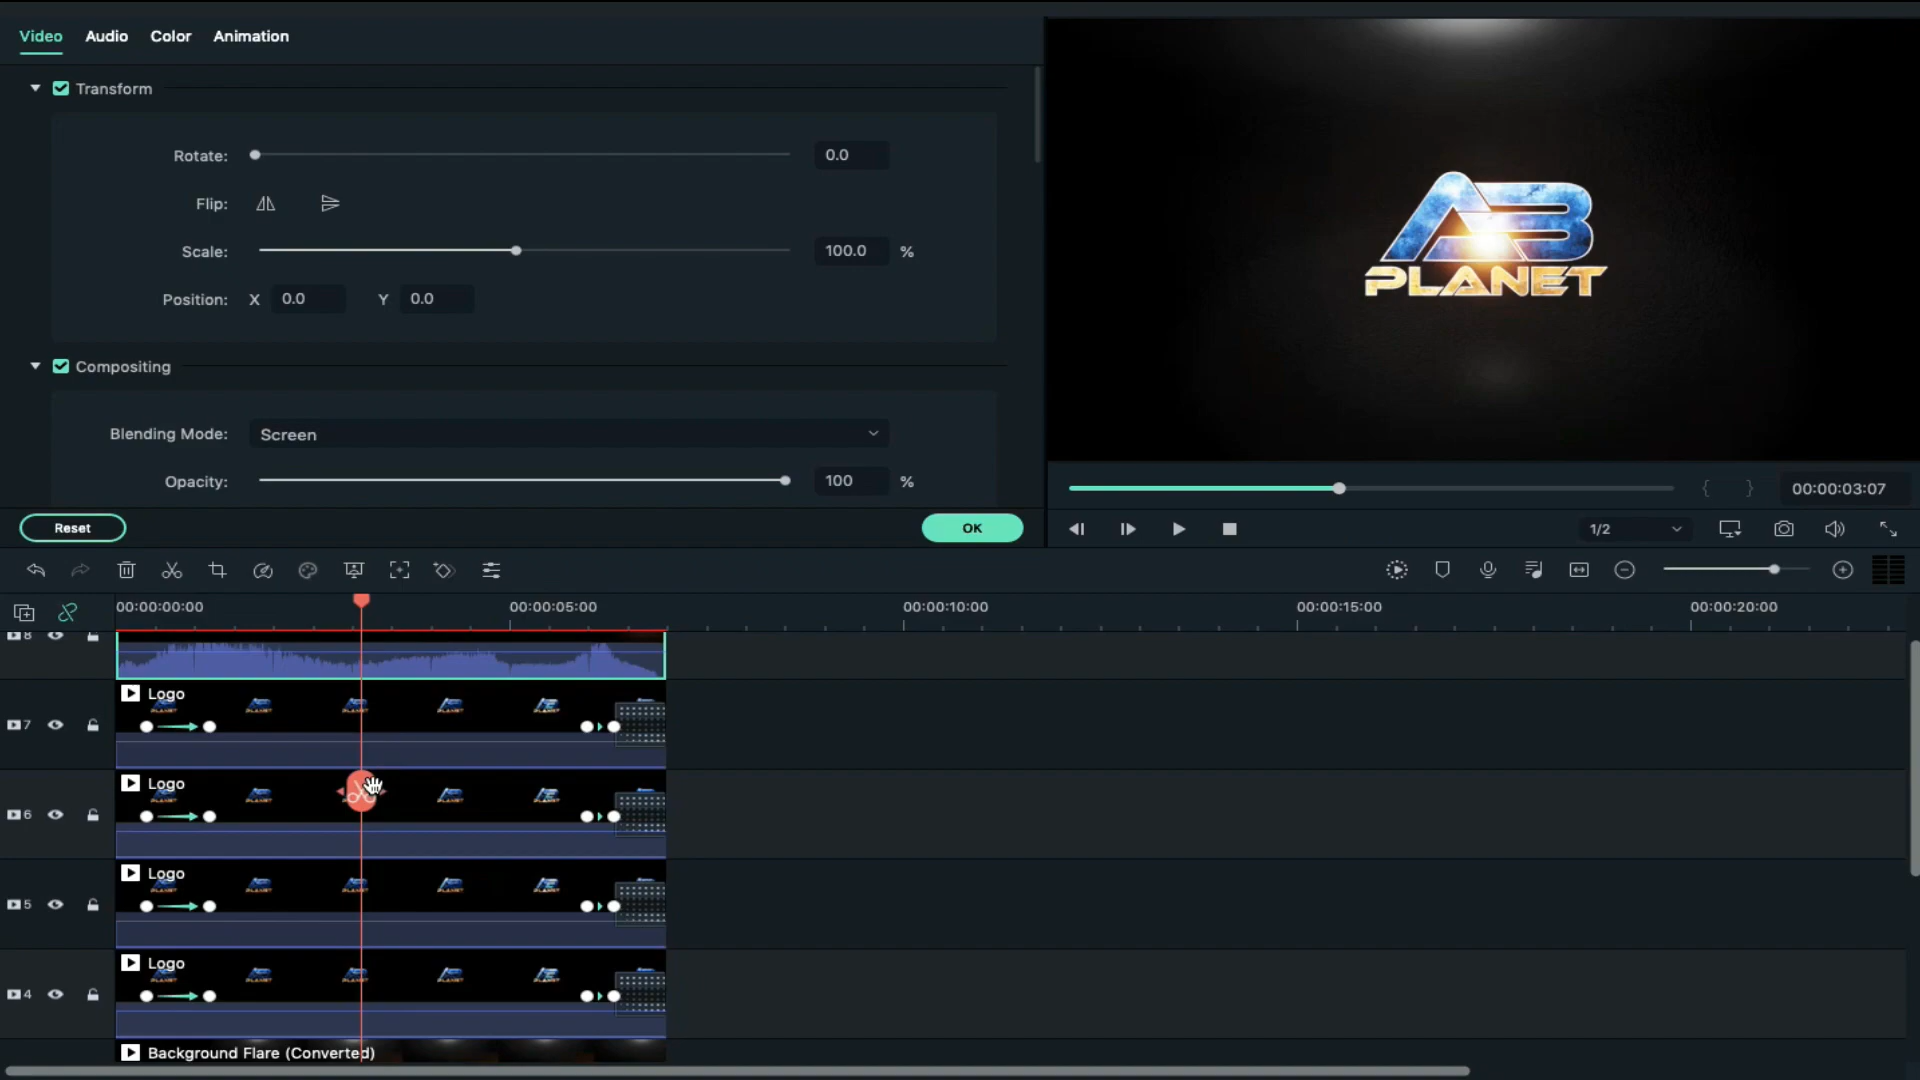 Video Audio Color Animation
Transform
Rotate: 0.0
Flip:
Scale: 100.0 %
Position: X 0.0 Y 0.0
Compositing
Blending Mode: Screen
Opacity: 100 %
Reset OK
AB
PLANET
{ } 00:00:03:07
1/2
00:00:00:00 00:00:05:00 00:00:10:00 00:00:15:00 00:00:20:00
8
Logo
7
Logo
6
Logo
5
Logo
4
Background Flare (Converted)